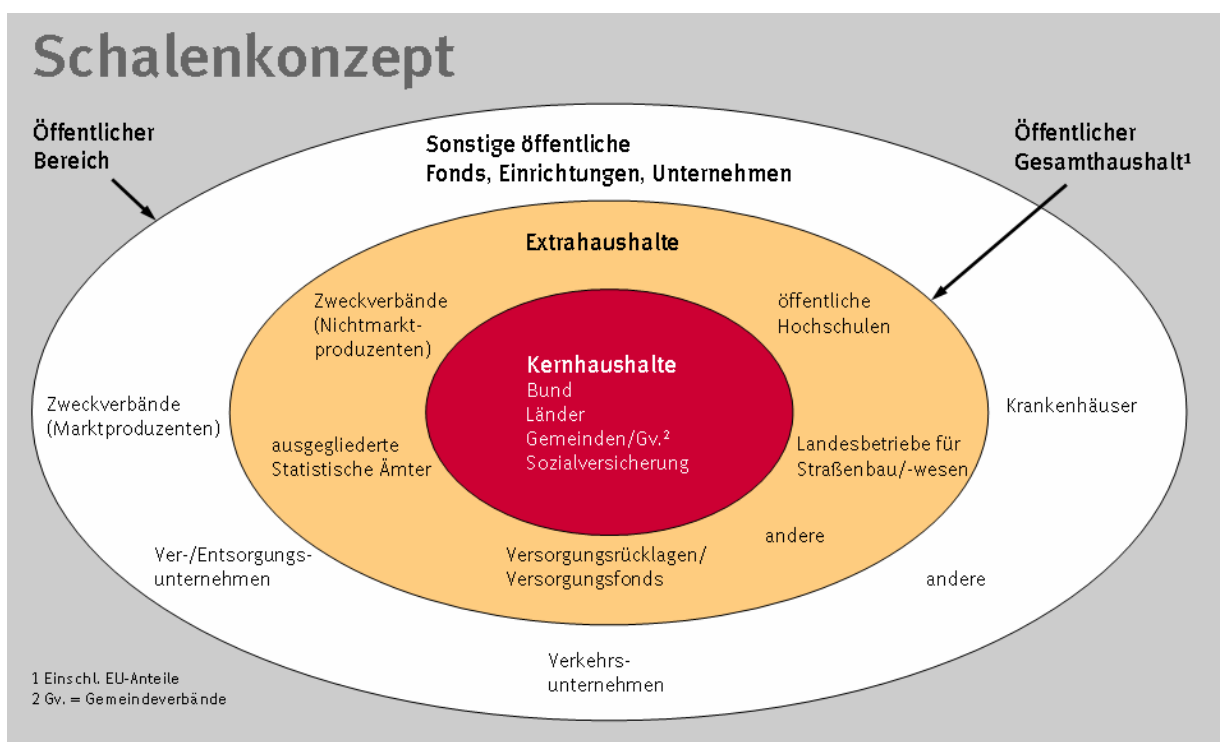 Schalenkonzept
Öffentlicher
Bereich
Sonstige öffentliche
Fonds, Einrichtungen, Unternehmen
Öffentlicher
Gesamthaushalt¹
Extrahaushalte
Zweckverbände
(Nichtmarkt-
produzenten)
öffentliche
Hochschulen
Kernhaushalte
Bund
Länder
Gemeinden/Gv.²
Sozialversicherung
Zweckverbände
(Marktproduzenten)
ausgegliederte
Statistische Ämter
Landesbetriebe für
Straßenbau/-wesen
Krankenhäuser
Ver-/Entsorgungs-
unternehmen
Versorgungsrücklagen/
Versorgungsfonds
andere
andere
Verkehrs-
unternehmen
1 Einschl. EU-Anteile
2 Gv. = Gemeindeverbände